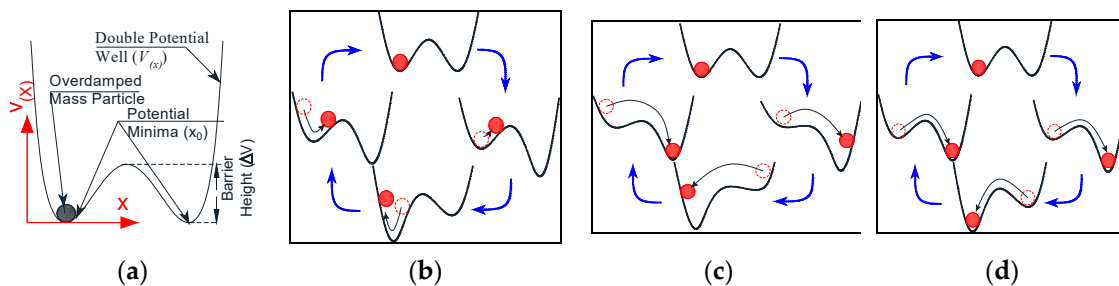 Double Potential
Well (V(x))
Overdamped
Mass Particle
Potential
Minima (x0)
V(X)
X
Barrier
Height (ΔV)
(a)
(b)
(c)
(d)